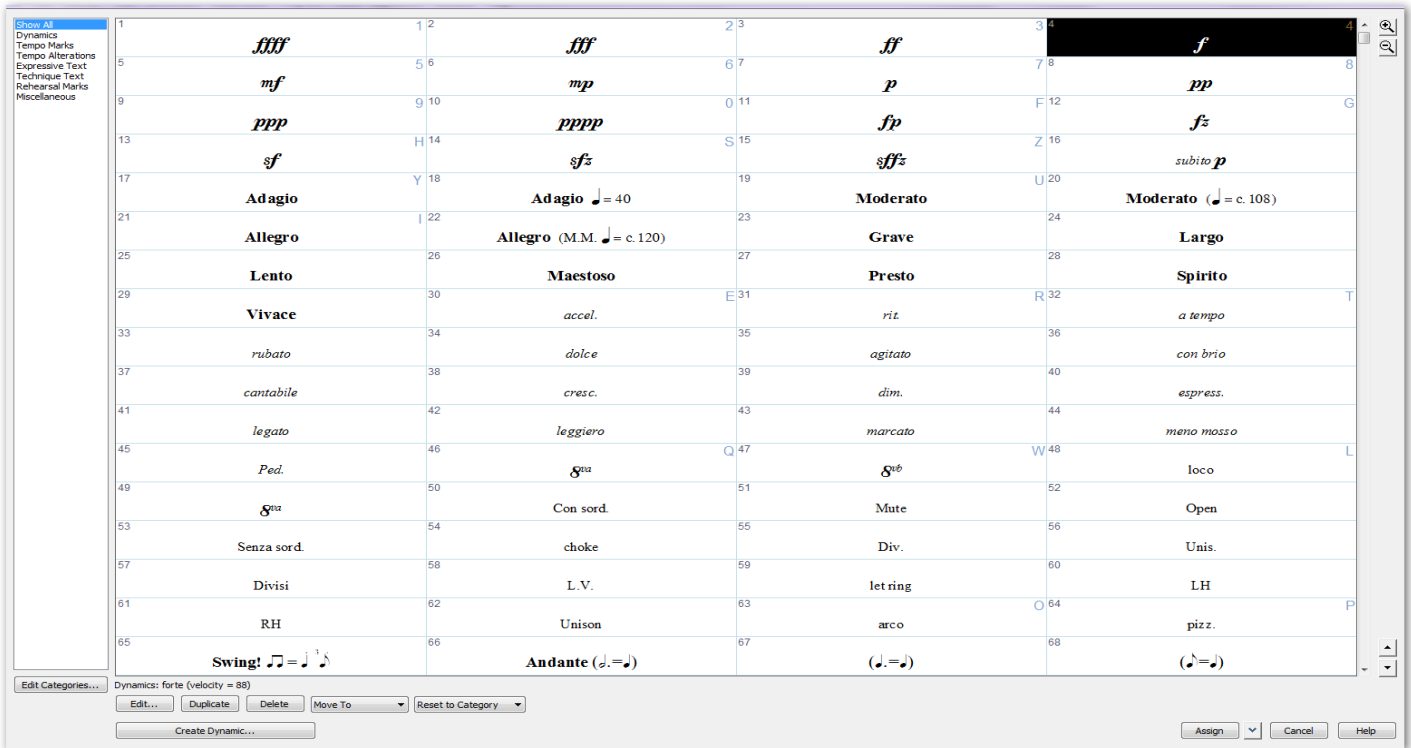 Show All
Dynamics
Tempo Marks
Tempo Alterations
Expressive Text
Technique Text
Rehearsal Marks
Miscellaneous
1 1 2 2 3 3 4 4
ffff fff ff f
5 5 6 6 7 7 8 8
mf mp p pp
9 9 10 0 11 F 12 G
ppp pppp fp fz
13 H 14 S 15 Z 16
sf sfz sffz subito p
17 Y 18 19 U 20
Adagio Adagio ♩= 40 Moderato Moderato (♩= c. 108)
21 I 22 23 24
Allegro Allegro (M.M. ♩= c. 120) Grave Largo
25 26 27 28
Lento Maestoso Presto Spirito
29 30 E 31 R 32 T
Vivace accel. rit. a tempo
33 34 35 36
rubato dolce agitato con brio
37 38 39 40
cantabile cresc. dim. espress.
41 42 43 44
legato leggiero marcato meno mosso
45 46 Q 47 W 48 L
Ped. 8va 8vb loco
49 50 51 52
8va Con sord. Mute Open
53 54 55 56
Senza sord. choke Div. Unis.
57 58 59 60
Divisi L.V. let ring LH
61 62 63 O 64 P
RH Unison arco pizz.
65 66 67 68
Swing! ♫ = ♩ 3 ♪ Andante (𝅗𝅥.=♩) (♩.=♩) (♪=♩)
Edit Categories... Dynamics: forte (velocity = 88)
Edit... Duplicate Delete Move To Reset to Category
Create Dynamic... Assign Cancel Help